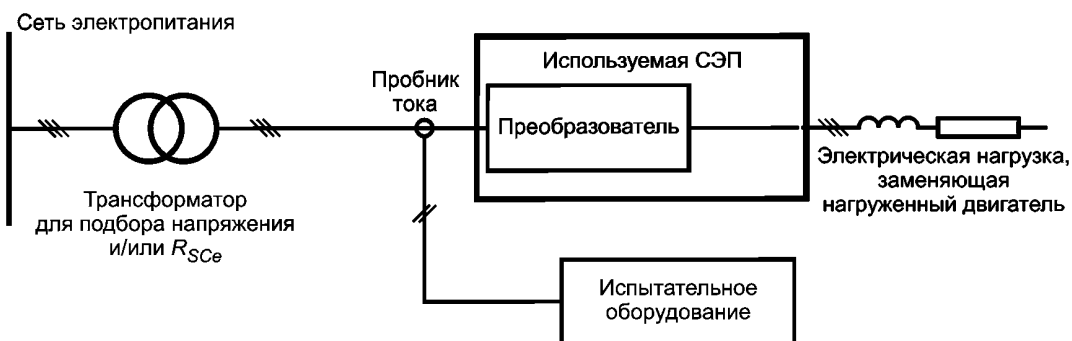 Сеть электропитания
Пробник
тока
Используемая СЭП
Преобразователь
Электрическая нагрузка,
заменяющая
нагруженный двигатель
Трансформатор
для подбора напряжения
и/или R_SCe
Испытательное
оборудование